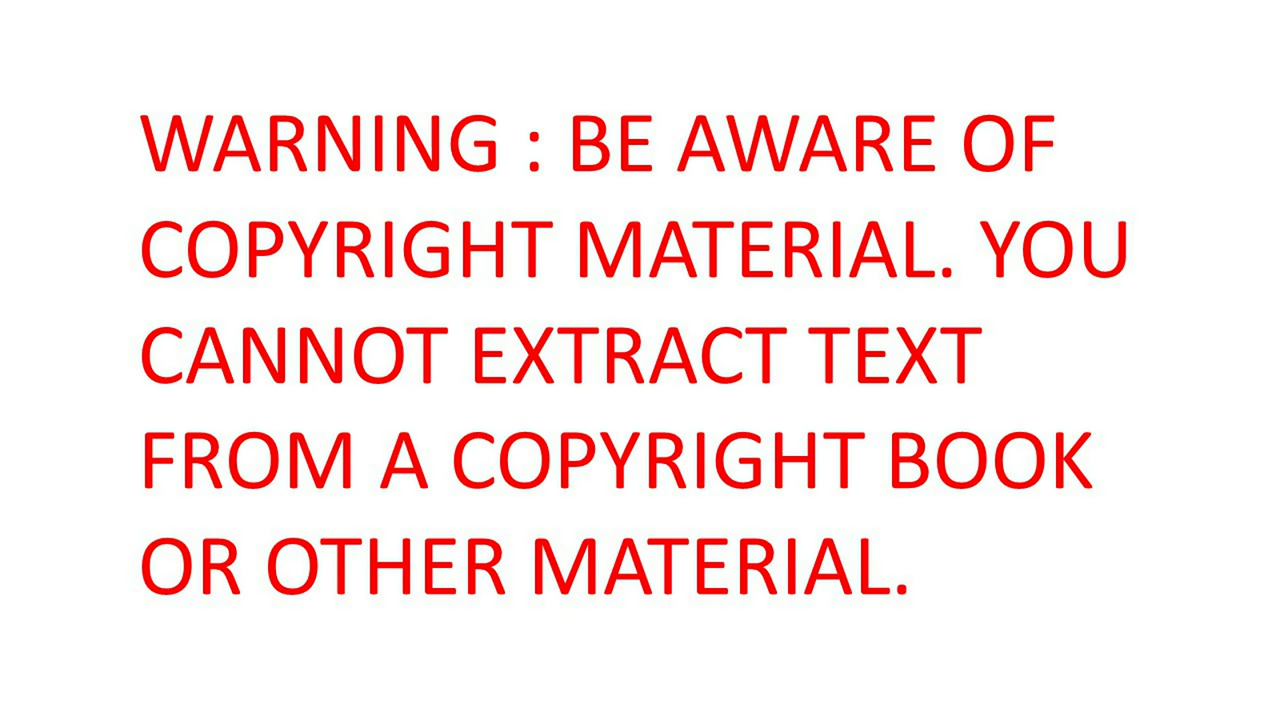 WARNING : BE AWARE OF
COPYRIGHT MATERIAL. YOU
CANNOT EXTRACT TEXT
FROM A COPYRIGHT BOOK
OR OTHER MATERIAL.